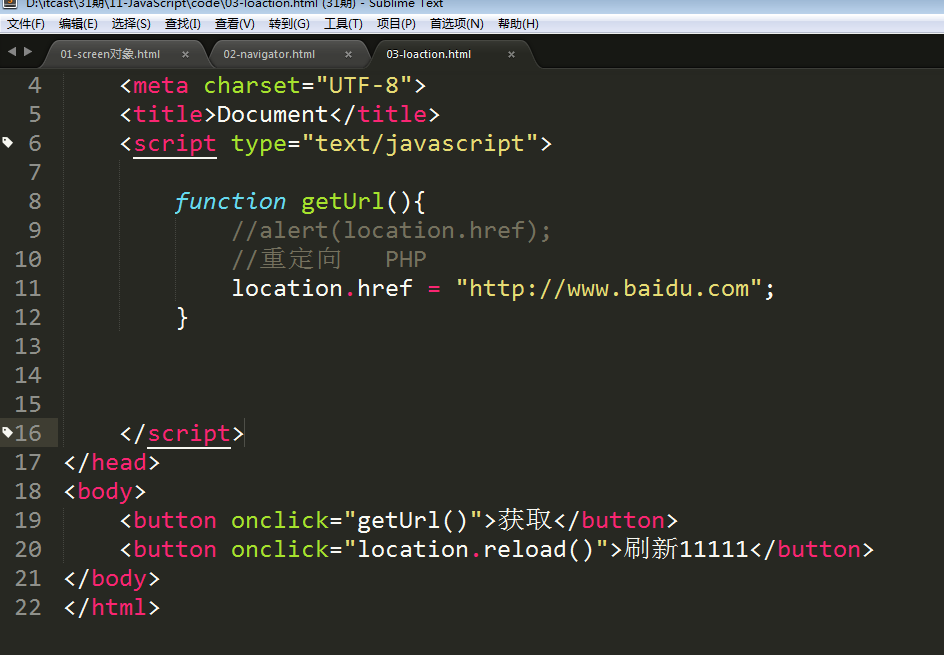 D:\itcast\31期\11-JavaScript\code\03-loaction.html (31期) - Sublime Text
文件(F) 编辑(E) 选择(S) 查找(I) 查看(V) 转到(G) 工具(T) 项目(P) 首选项(N) 帮助(H)
01-screen对象.html × 02-navigator.html × 03-loaction.html ×
4 <meta charset="UTF-8">
5 <title>Document</title>
6 <script type="text/javascript">
7
8 function getUrl(){
9 //alert(location.href);
10 //重定向 PHP
11 location.href = "http://www.baidu.com";
12 }
13
14
15
16 </script>
17 </head>
18 <body>
19 <button onclick="getUrl()">获取</button>
20 <button onclick="location.reload()">刷新11111</button>
21 </body>
22 </html>